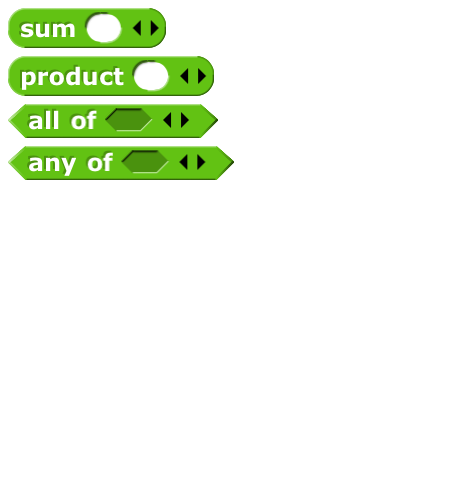 sum
product
all of
any of